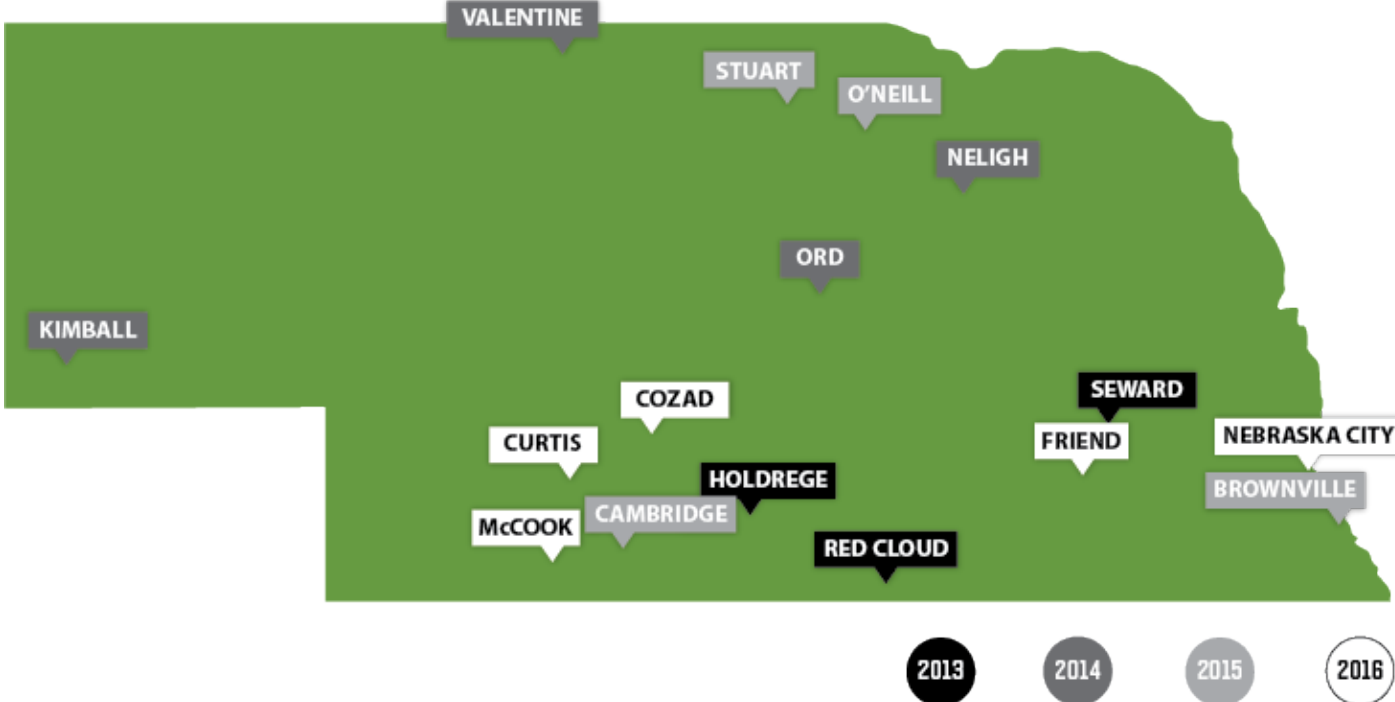 VALENTINE
STUART
O'NEILL
NELIGH
ORD
KIMBALL
COZAD
SEWARD
CURTIS
FRIEND
NEBRASKA CITY
HOLDREGE
BROWNVILLE
CAMBRIDGE
McCOOK
RED CLOUD
2013
2014
2015
2016